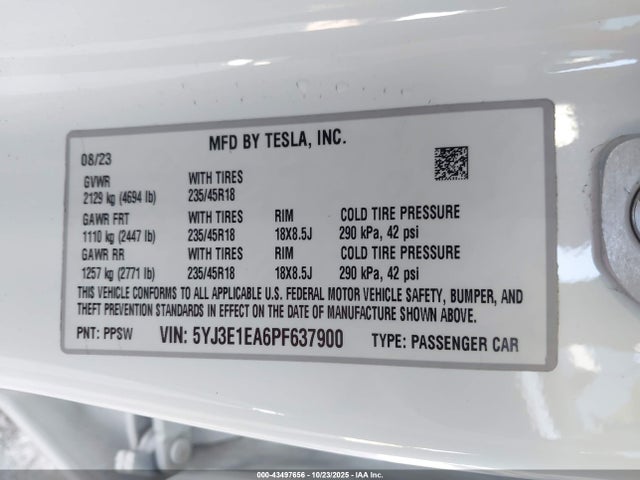 MFD BY TESLA, INC.
08/23
GVWR WITH TIRES
2129 kg (4694 lb) 235/45R18
GAWR FRT WITH TIRES RIM COLD TIRE PRESSURE
1110 kg (2447 lb) 235/45R18 18X8.5J 290 kPa, 42 psi
GAWR RR WITH TIRES RIM COLD TIRE PRESSURE
1257 kg (2771 lb) 235/45R18 18X8.5J 290 kPa, 42 psi
THIS VEHICLE CONFORMS TO ALL APPLICABLE U.S. FEDERAL MOTOR VEHICLE SAFETY, BUMPER, AND
THEFT PREVENTION STANDARDS IN EFFECT ON THE DATE OF MANUFACTURE SHOWN ABOVE.
PNT: PPSW VIN: 5YJ3E1EA6PF637900 TYPE: PASSENGER CAR
000-43497656 - 10/23/2025 - IAA Inc.